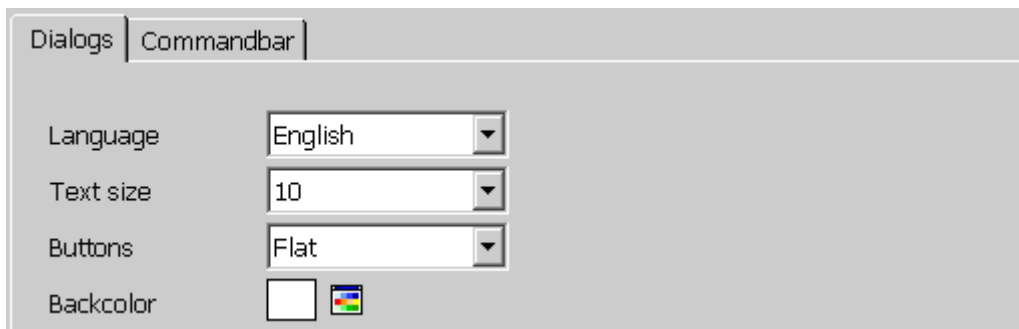 Dialogs Commandbar
Language English
Text size 10
Buttons Flat
Backcolor